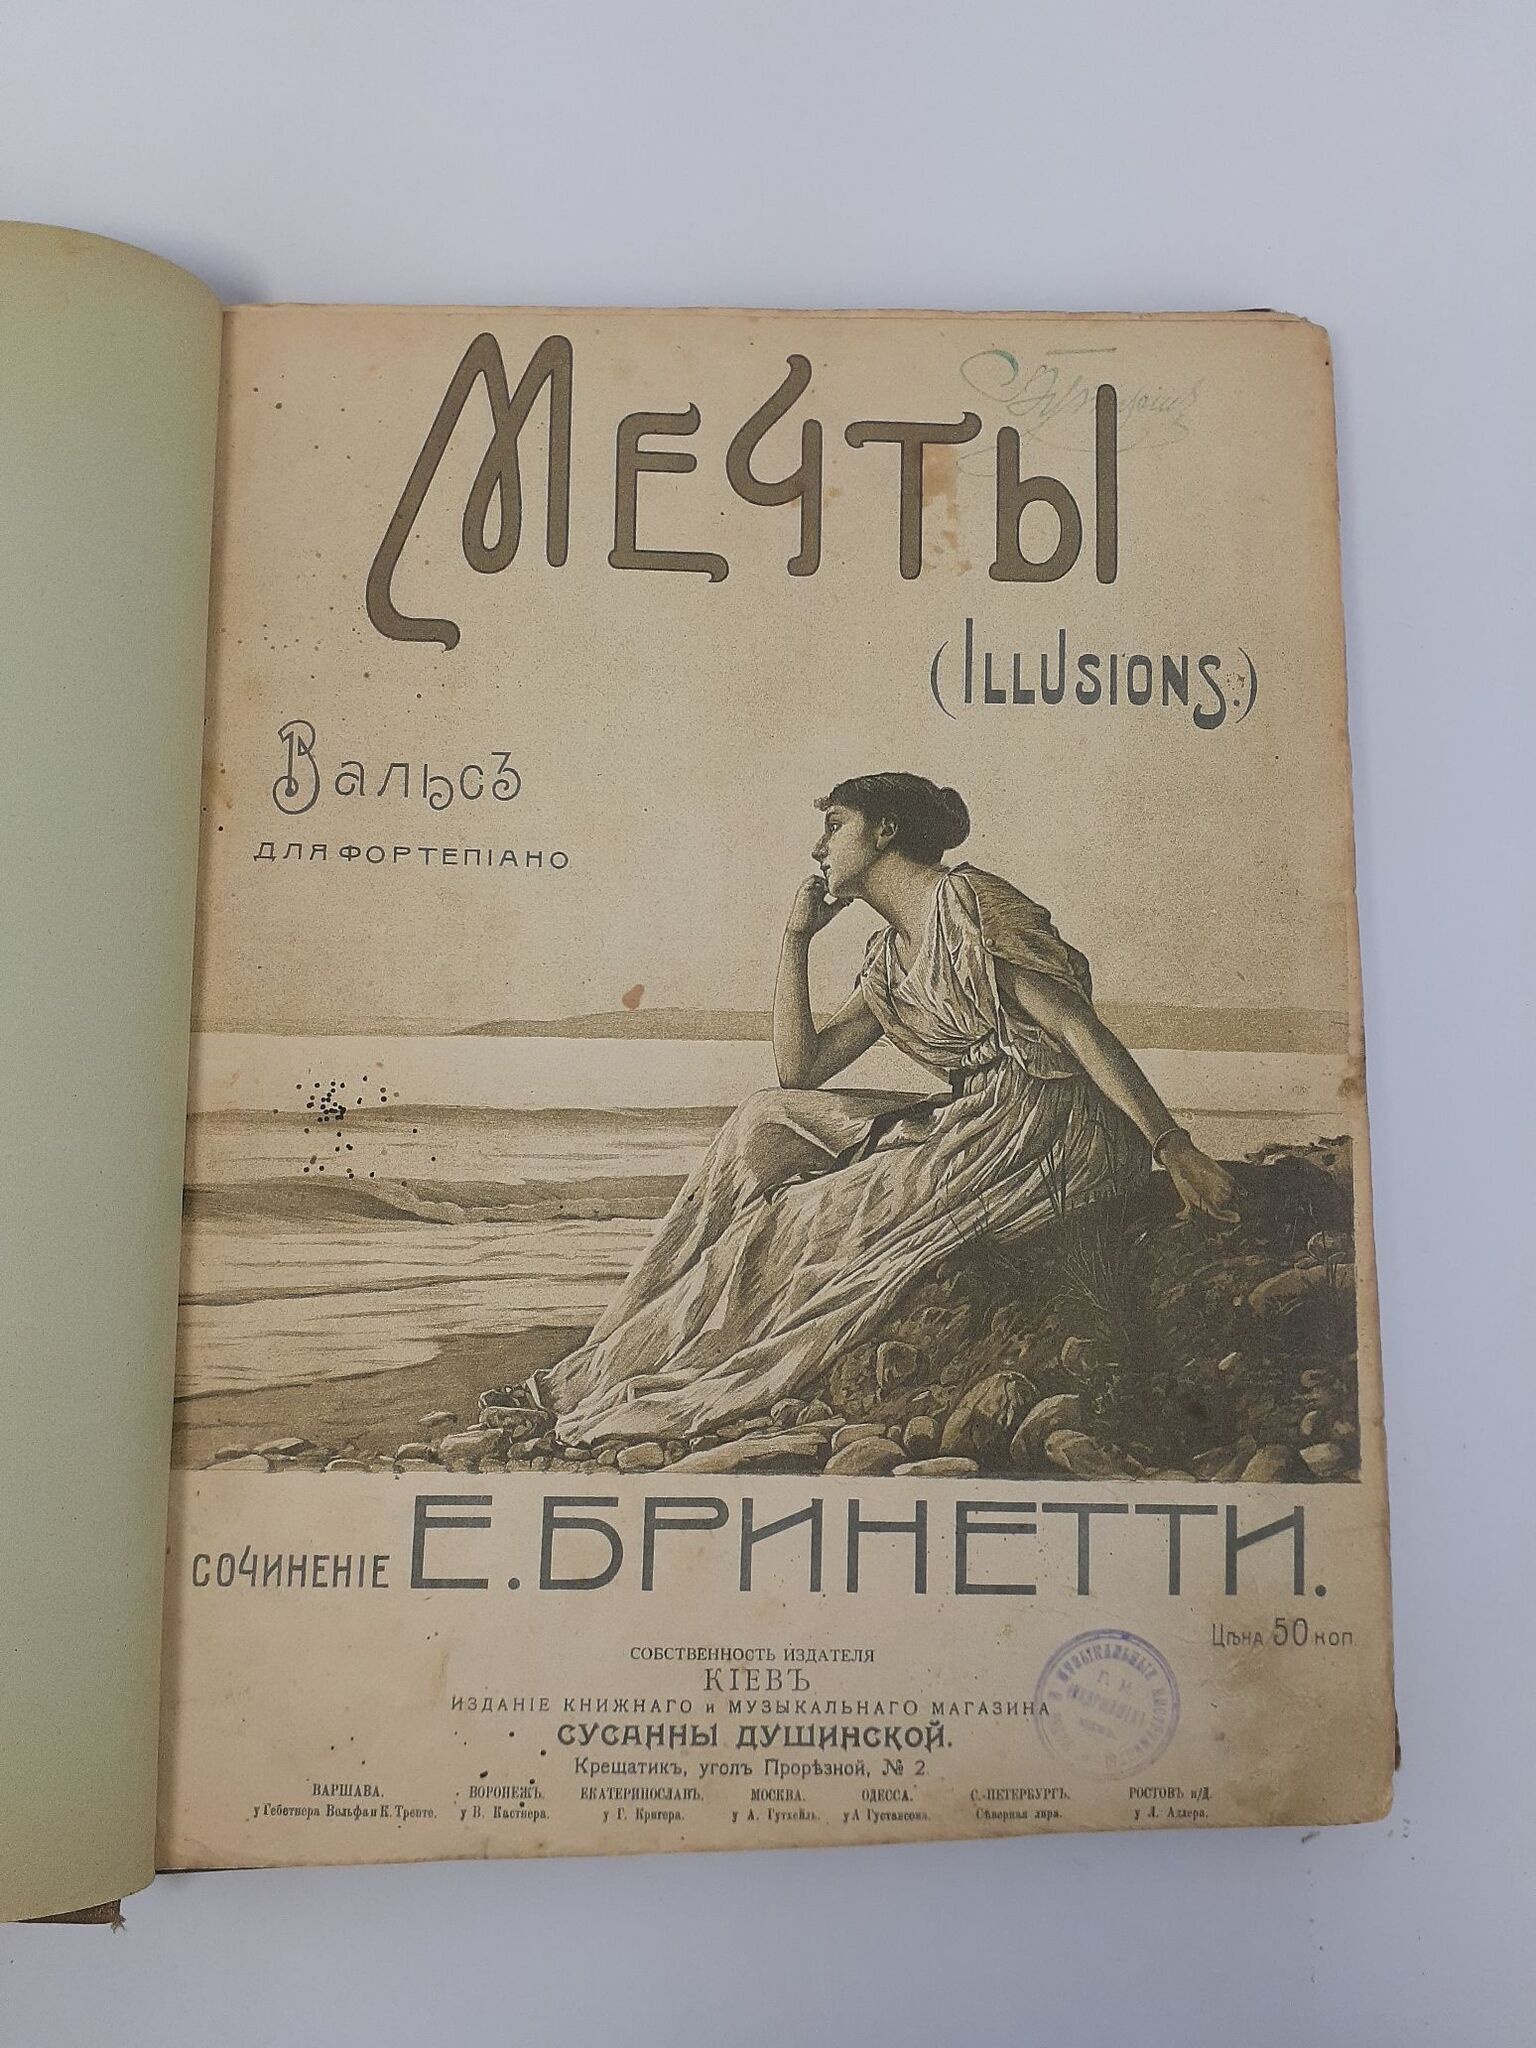 Мечты
(Illusions.)
Вальсъ
для фортепіано
сочиненіе Е. Бринетти.
Цѣна 50 коп.
СОБСТВЕННОСТЬ ИЗДАТЕЛЯ
КІЕВЪ
ИЗДАНІЕ КНИЖНАГО и МУЗЫКАЛЬНАГО МАГАЗИНА
СУСАННЫ ДУШИНСКОЙ.
Крещатикъ, уголъ Прорѣзной, № 2.
ВАРШАВА. ВОРОНЕЖЪ. ЕКАТЕРИНОСЛАВЪ. МОСКВА. ОДЕССА. С.-ПЕТЕРБУРГЪ. РОСТОВЪ н/Д.
у Гебетнера Вольфа и К. Трепте. у В. Кастнера. у Г. Кригера. у А. Гутхейль. у А Густавсона. Сѣверная лира. у Л. Адлера.
МУЗЫКАЛЬНЫЕ